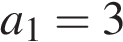 a₁ = 3